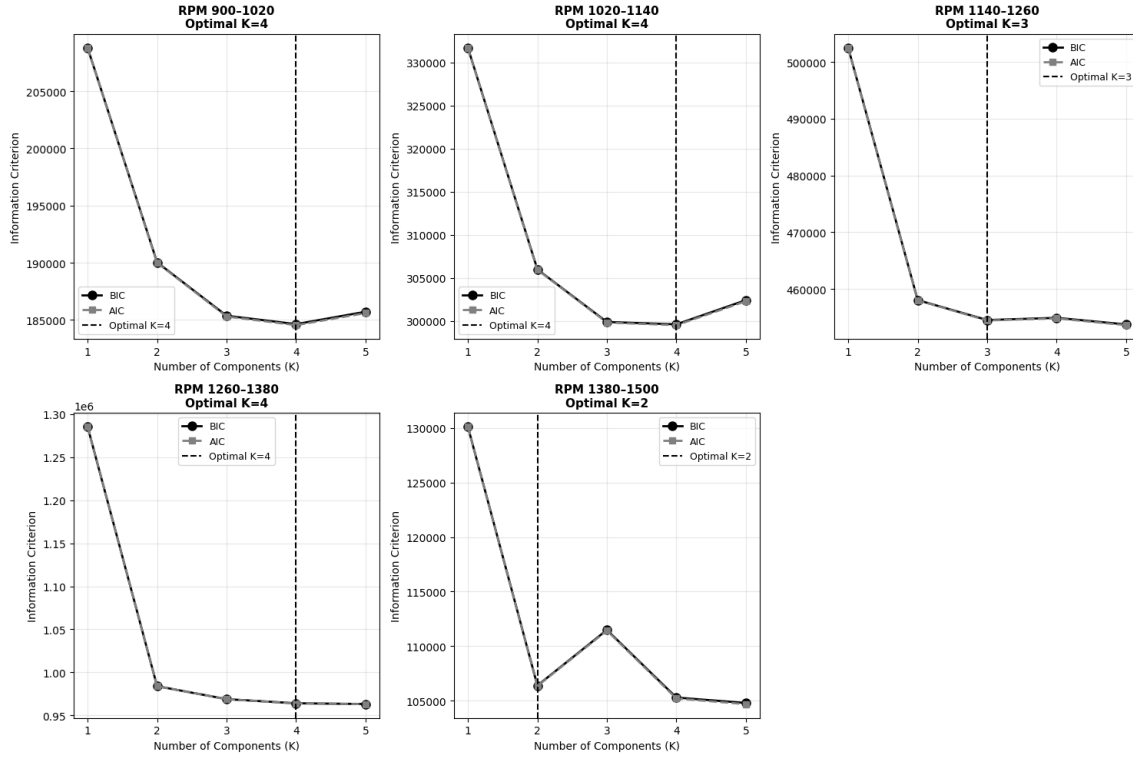 RPM 900–1020
Optimal K=4
Information Criterion
205000
200000
195000
190000
185000
BIC
AIC
Optimal K=4
1 2 3 4 5
Number of Components (K)
RPM 1020–1140
Optimal K=4
Information Criterion
330000
325000
320000
315000
310000
305000
300000
BIC
AIC
Optimal K=4
1 2 3 4 5
Number of Components (K)
RPM 1140–1260
Optimal K=3
Information Criterion
500000
490000
480000
470000
460000
BIC
AIC
Optimal K=3
1 2 3 4 5
Number of Components (K)
RPM 1260–1380
Optimal K=4
1e6
Information Criterion
1.30
1.25
1.20
1.15
1.10
1.05
1.00
0.95
BIC
AIC
Optimal K=4
1 2 3 4 5
Number of Components (K)
RPM 1380–1500
Optimal K=2
Information Criterion
130000
125000
120000
115000
110000
105000
BIC
AIC
Optimal K=2
1 2 3 4 5
Number of Components (K)